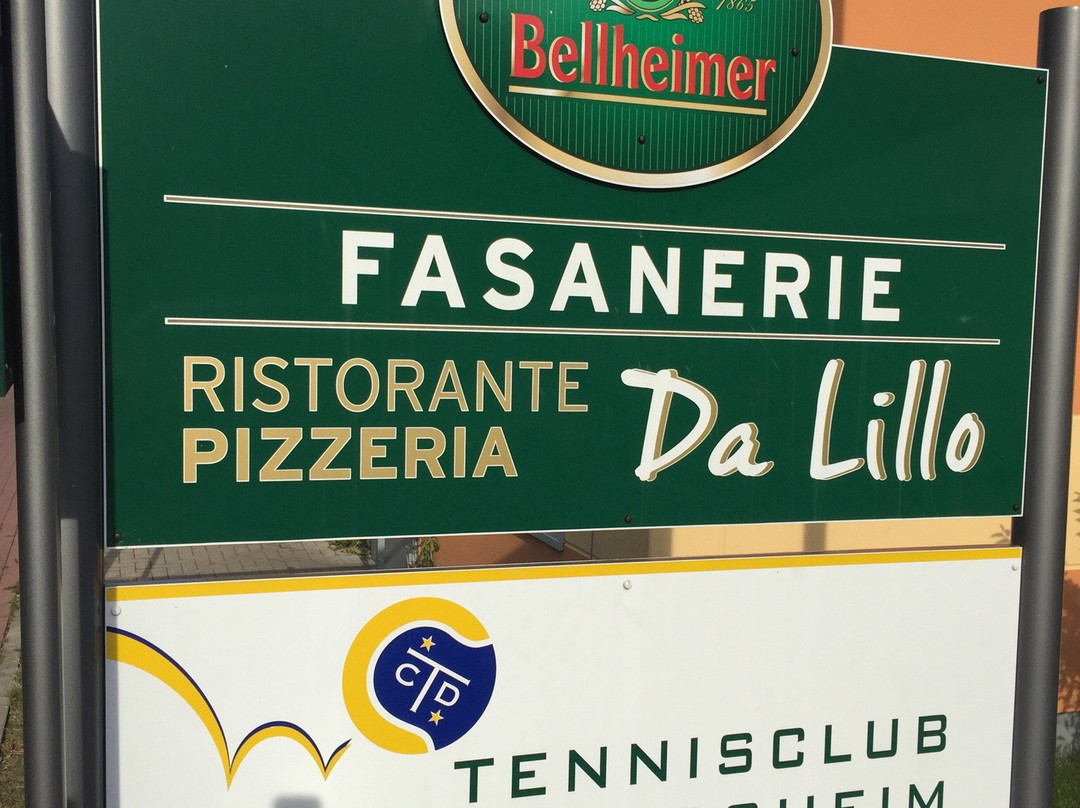 1865
Bellheimer
FASANERIE
RISTORANTE
PIZZERIA
Da Lillo
CTD
TENNISCLUB